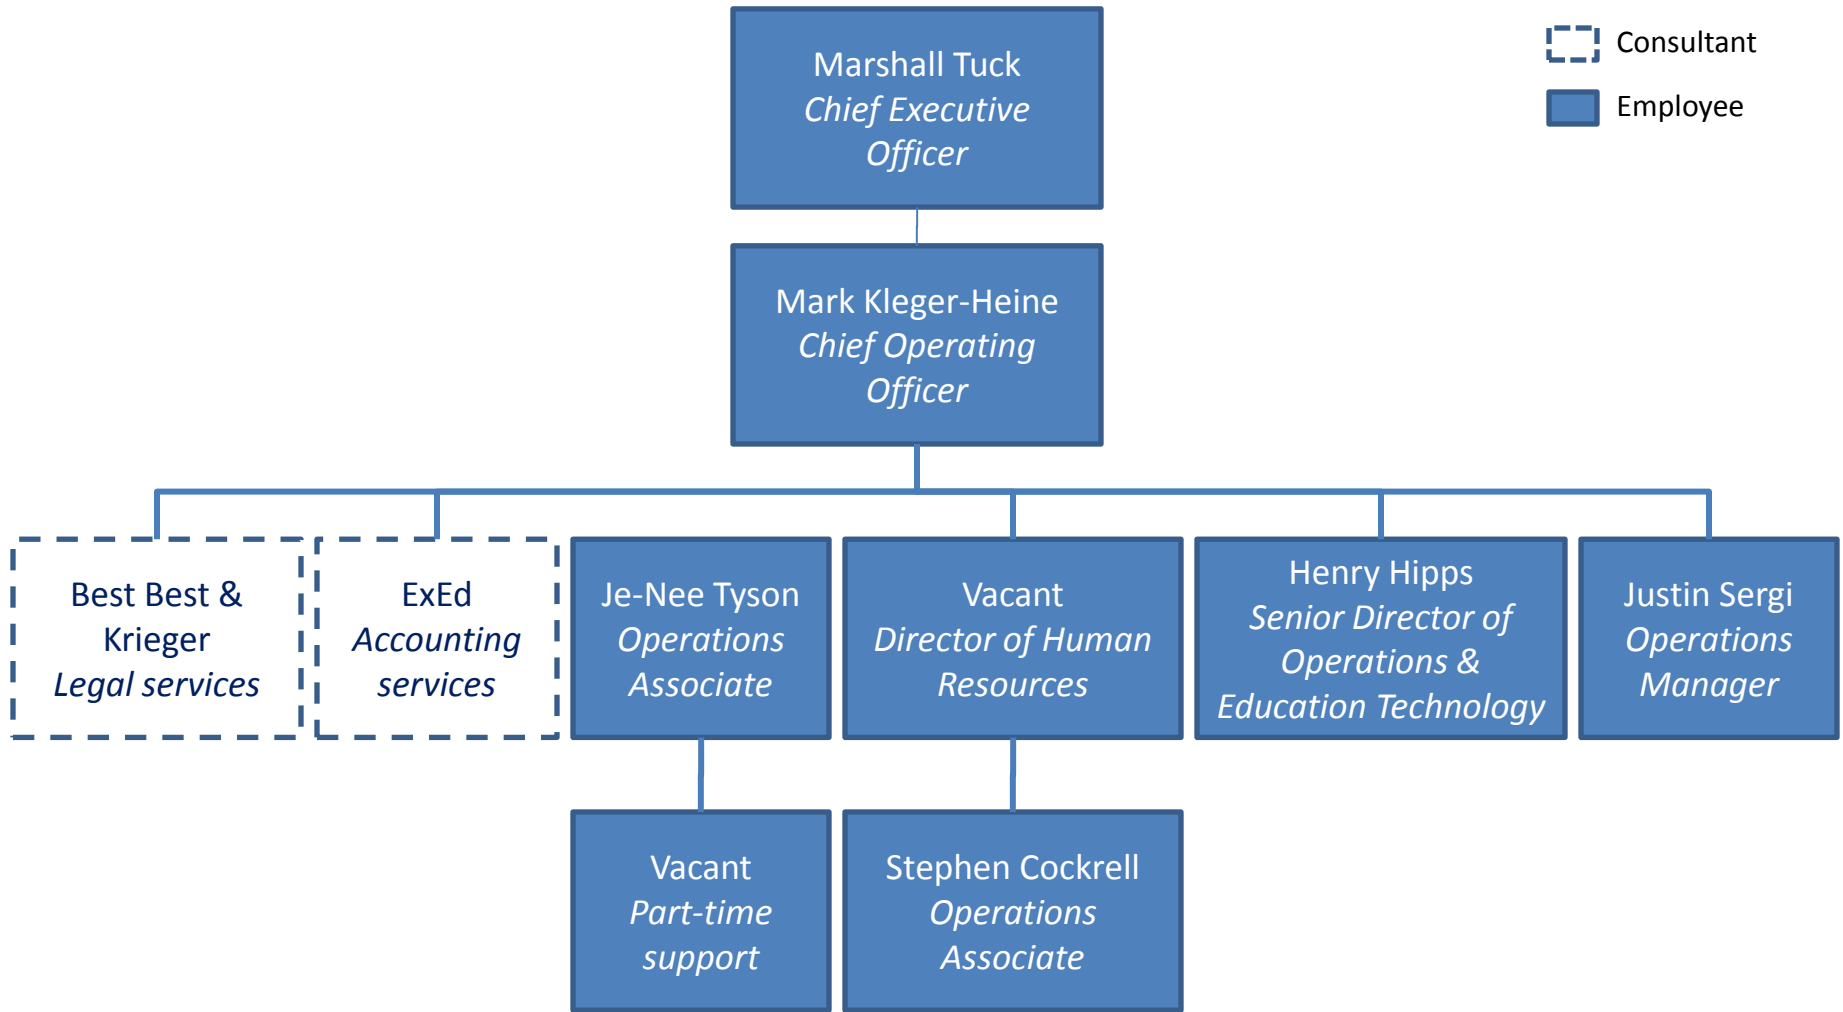 Marshall Tuck
Chief Executive
Officer
Consultant
Employee
Mark Kleger-Heine
Chief Operating
Officer
Best Best &
Krieger
Legal services
ExEd
Accounting
services
Je-Nee Tyson
Operations
Associate
Vacant
Director of Human
Resources
Henry Hipps
Senior Director of
Operations &
Education Technology
Justin Sergi
Operations
Manager
Vacant
Part-time
support
Stephen Cockrell
Operations
Associate